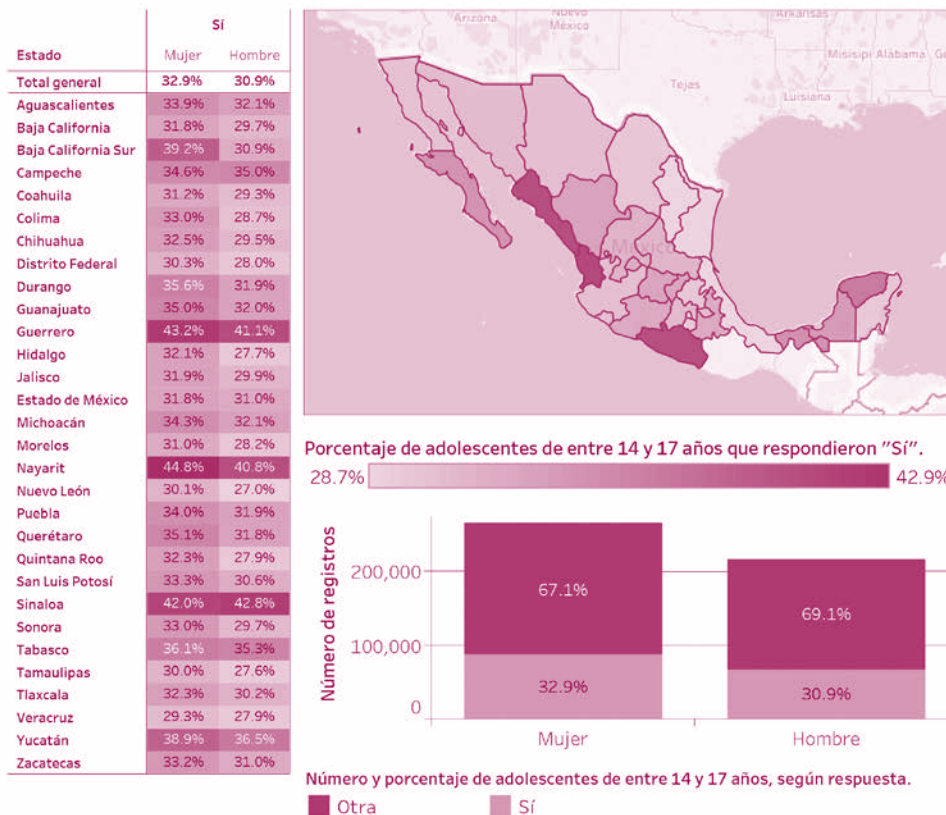 Sí
Estado Mujer Hombre
Total general 32.9% 30.9%
Aguascalientes 33.9% 32.1%
Baja California 31.8% 29.7%
Baja California Sur 39.2% 30.9%
Campeche 34.6% 35.0%
Coahuila 31.2% 29.3%
Colima 33.0% 28.7%
Chihuahua 32.5% 29.5%
Distrito Federal 30.3% 28.0%
Durango 35.6% 31.9%
Guanajuato 35.0% 32.0%
Guerrero 43.2% 41.1%
Hidalgo 32.1% 27.7%
Jalisco 31.9% 29.9%
Estado de México 31.8% 31.0%
Michoacán 34.3% 32.1%
Morelos 31.0% 28.2%
Nayarit 44.8% 40.8%
Nuevo León 30.1% 27.0%
Puebla 34.0% 31.9%
Querétaro 35.1% 31.8%
Quintana Roo 32.3% 27.9%
San Luis Potosí 33.3% 30.6%
Sinaloa 42.0% 42.8%
Sonora 33.0% 29.7%
Tabasco 36.1% 35.3%
Tamaulipas 30.0% 27.6%
Tlaxcala 32.3% 30.2%
Veracruz 29.3% 27.9%
Yucatán 38.9% 36.5%
Zacatecas 33.2% 31.0%
Arizona
Nuevo
México
Arkansas
Misisipi Alabama
Tejas
Luisiana
México
Porcentaje de adolescentes de entre 14 y 17 años que respondieron "Sí".
28.7% 42.9%
Número de registros
200,000
100,000
0
67.1%
32.9%
69.1%
30.9%
Mujer Hombre
Número y porcentaje de adolescentes de entre 14 y 17 años, según respuesta.
Otra Sí